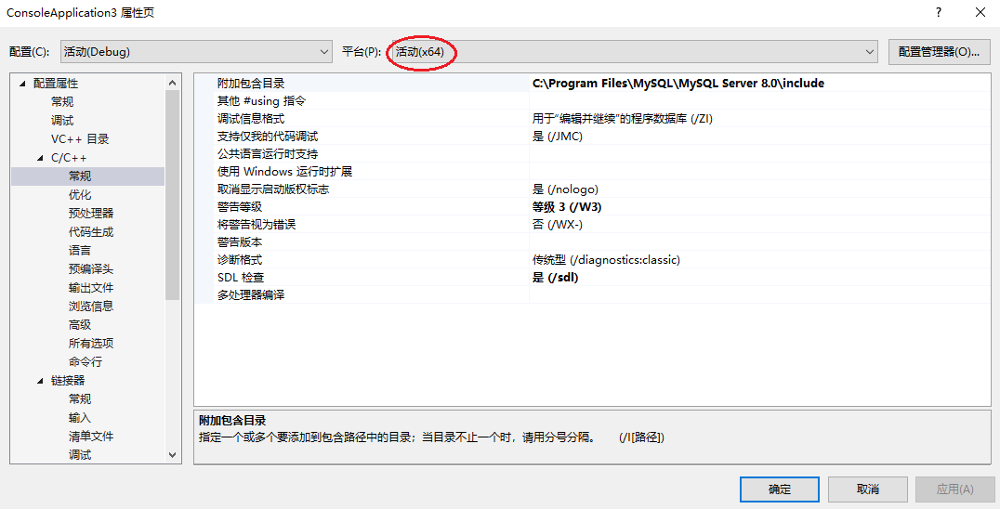 ConsoleApplication3 属性页
配置(C): 活动(Debug) 平台(P): 活动(x64) 配置管理器(O)...
配置属性
常规
调试
VC++ 目录
C/C++
常规
优化
预处理器
代码生成
语言
预编译头
输出文件
浏览信息
高级
所有选项
命令行
链接器
常规
输入
清单文件
调试
附加包含目录 C:\Program Files\MySQL\MySQL Server 8.0\include
其他 #using 指令
调试信息格式 用于“编辑并继续”的程序数据库 (/ZI)
支持仅我的代码调试 是 (/JMC)
公共语言运行时支持
使用 Windows 运行时扩展
取消显示启动版权标志 是 (/nologo)
警告等级 等级 3 (/W3)
将警告视为错误 否 (/WX-)
警告版本
诊断格式 传统型 (/diagnostics:classic)
SDL 检查 是 (/sdl)
多处理器编译
附加包含目录
指定一个或多个要添加到包含路径中的目录；当目录不止一个时，请用分号分隔。 (/I[路径])
确定 取消 应用(A)